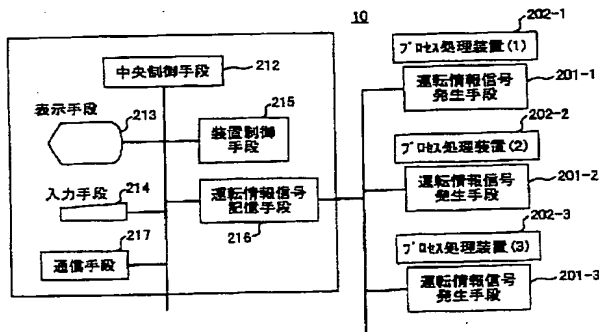 10
中央制御手段
212
表示手段
213
装置制御
手段
215
入力手段
214
運転情報信号
記憶手段
216
通信手段
217
202-1
ﾌﾟﾛｾｽ処理装置(1)
運転情報信号
発生手段
201-1
202-2
ﾌﾟﾛｾｽ処理装置(2)
運転情報信号
発生手段
201-2
202-3
ﾌﾟﾛｾｽ処理装置(3)
運転情報信号
発生手段
201-3